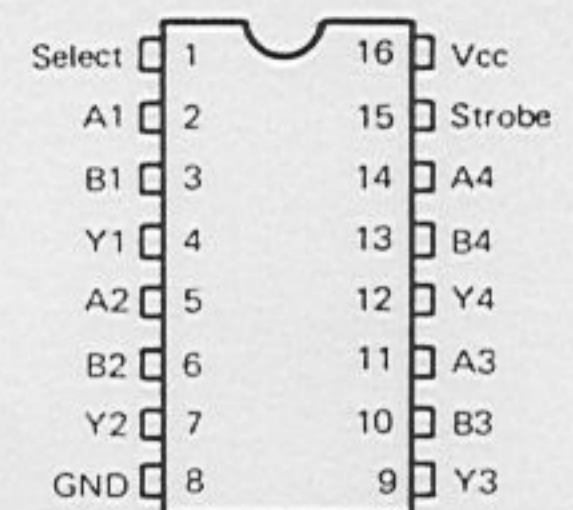 Select 1 16 Vcc
A1 2 15 Strobe
B1 3 14 A4
Y1 4 13 B4
A2 5 12 Y4
B2 6 11 A3
Y2 7 10 B3
GND 8 9 Y3